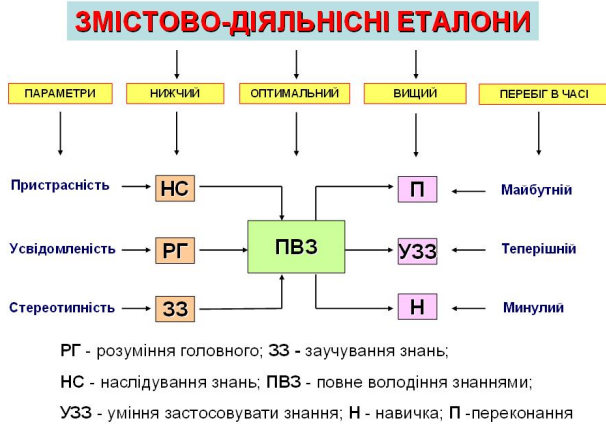 ЗМІСТОВО-ДІЯЛЬНІСНІ ЕТАЛОНИ
ПАРАМЕТРИ НИЖЧИЙ ОПТИМАЛЬНИЙ ВИЩИЙ ПЕРЕБІГ В ЧАСІ
Пристрасність НС П Майбутній
Усвідомленість РГ ПВЗ УЗЗ Теперішній
Стереотипність ЗЗ Н Минулий
РГ - розуміння головного; ЗЗ - заучування знань;
НС - наслідування знань; ПВЗ - повне володіння знаннями;
УЗЗ - уміння застосовувати знання; Н - навичка; П -переконання